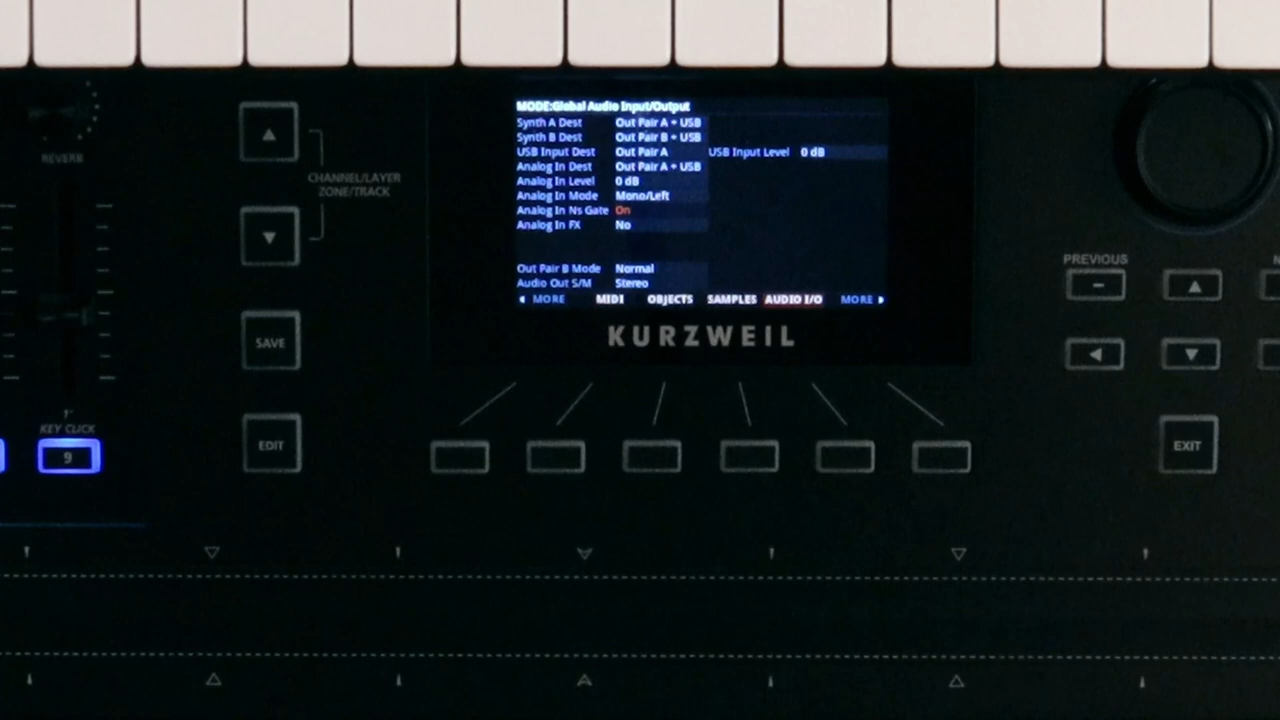 REVERB
CHANNEL/LAYER
ZONE/TRACK
SAVE
EDIT
1'
KEY CLICK
9
MODE:Global Audio Input/Output
Synth A Dest Out Pair A + USB
Synth B Dest Out Pair B + USB
USB Input Dest Out Pair A USB Input Level 0 dB
Analog In Dest Out Pair A + USB
Analog In Level 0 dB
Analog In Mode Mono/Left
Analog In Ns Gate On
Analog In FX No
Out Pair B Mode Normal
Audio Out S/M Stereo
MORE MIDI OBJECTS SAMPLES AUDIO I/O MORE
KURZWEIL
PREVIOUS
EXIT